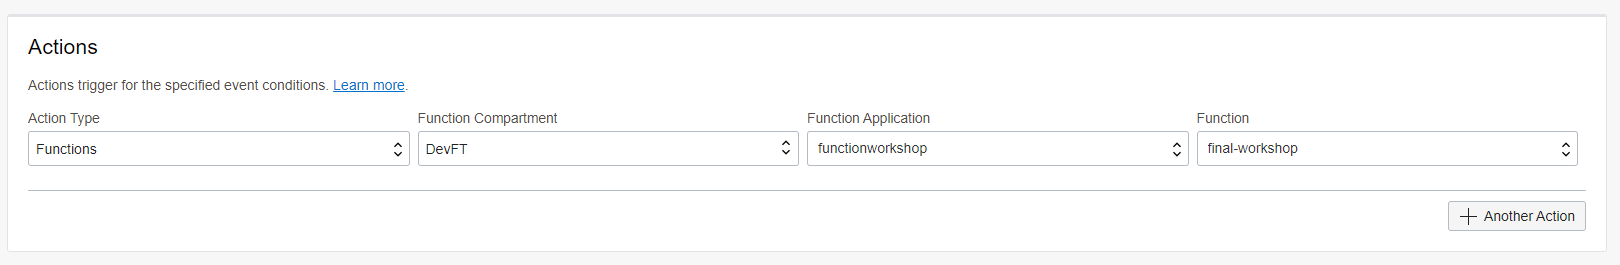 Actions
Actions trigger for the specified event conditions. Learn more.
Action Type Function Compartment Function Application Function
Functions DevFT functionworkshop final-workshop
Another Action